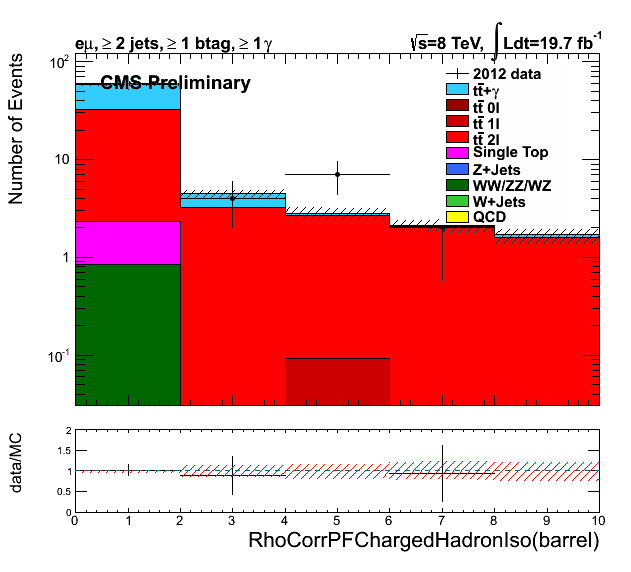 eμ, ≥ 2 jets, ≥ 1 btag, ≥ 1 γ
√s=8 TeV, ∫ Ldt=19.7 fb⁻¹
CMS Preliminary
2012 data
tt̄+γ
tt̄ 0l
tt̄ 1l
tt̄ 2l
Single Top
Z+Jets
WW/ZZ/WZ
W+Jets
QCD
Number of Events
10²
10
1
10⁻¹
data/MC
2
1.5
1
0.5
0
0 1 2 3 4 5 6 7 8 9 10
RhoCorrPFChargedHadronIso(barrel)